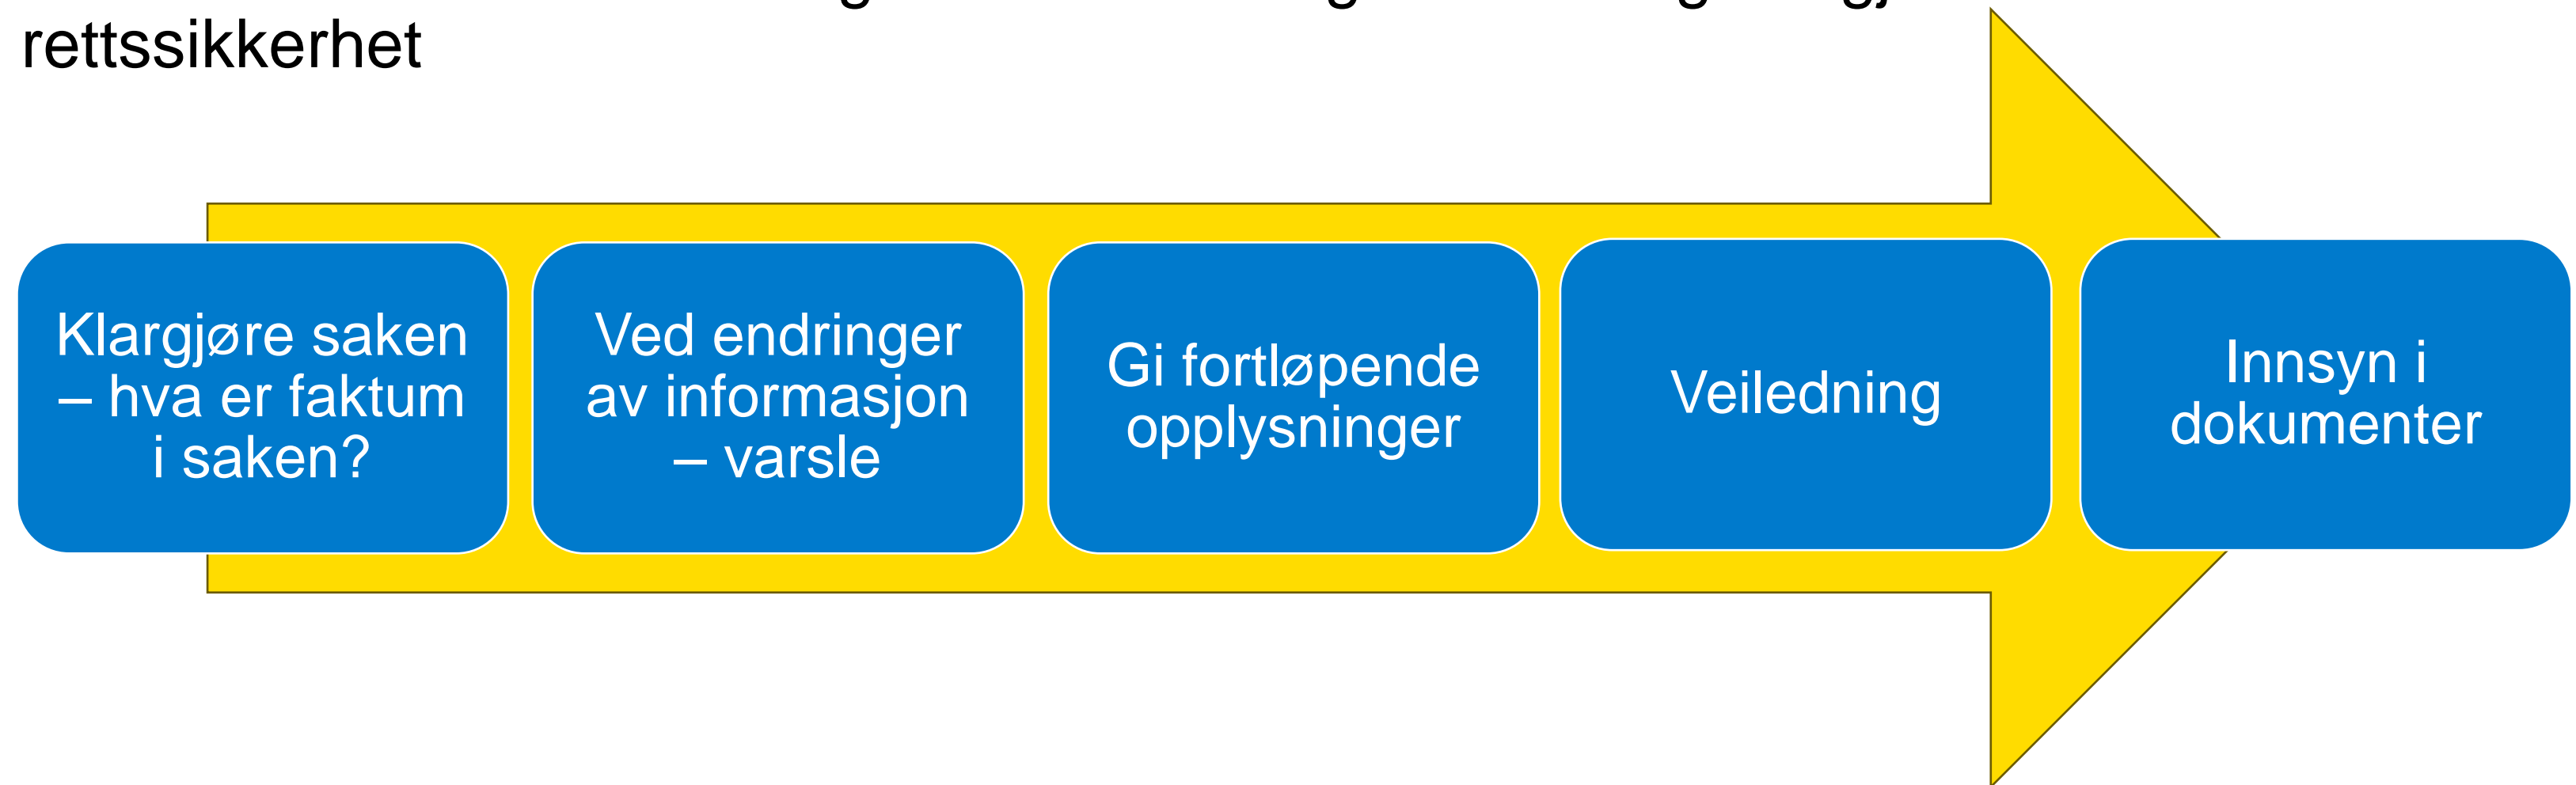 rettssikkerhet
Klargjøre saken
– hva er faktum
i saken?
Ved endringer
av informasjon
– varsle
Gi fortløpende
opplysninger
Veiledning
Innsyn i
dokumenter